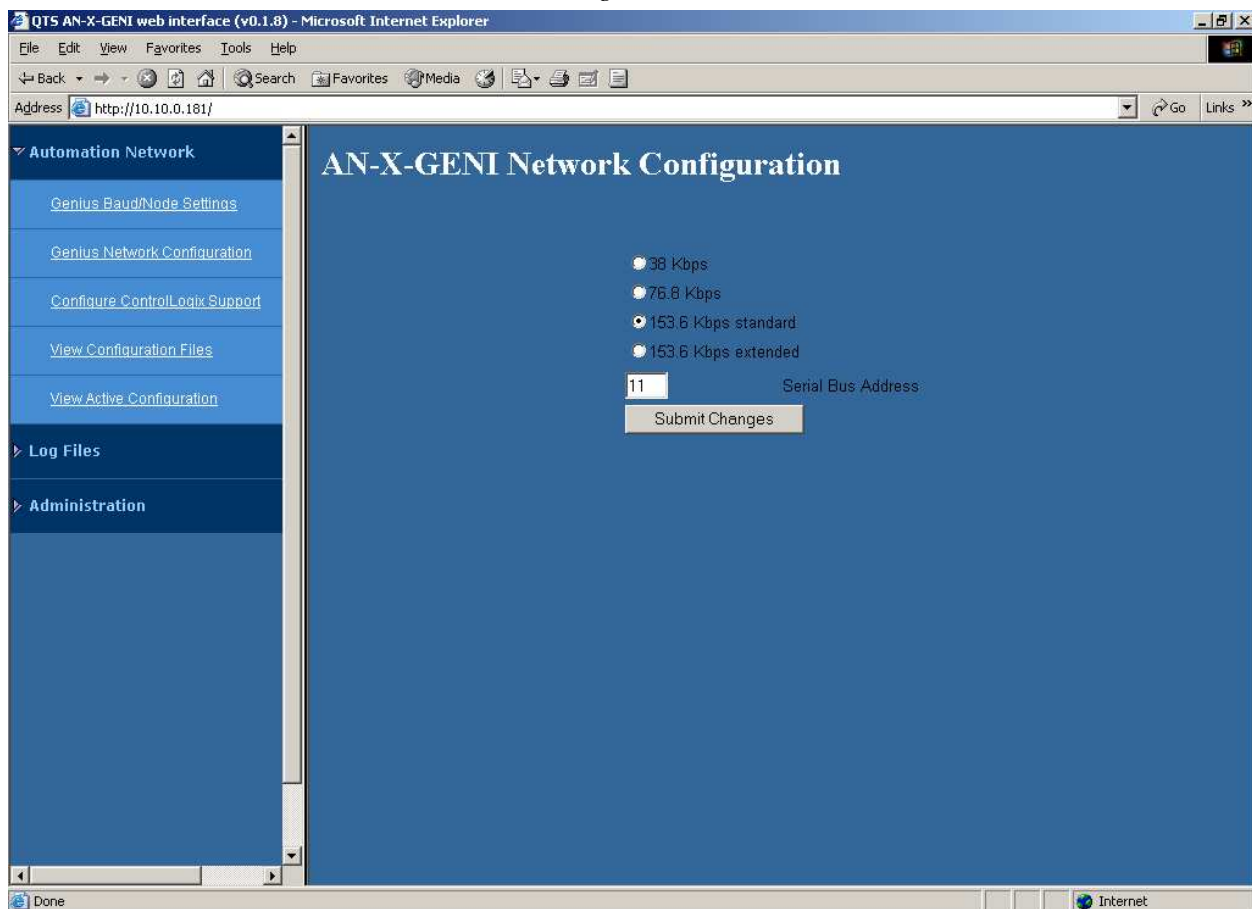 QTS AN-X-GENI web interface (v0.1.8) - Microsoft Internet Explorer
File Edit View Favorites Tools Help
Back Search Favorites Media
Address http://10.10.0.181/ Go Links »
Automation Network
Genius Baud/Node Settings
Genius Network Configuration
Configure ControlLogix Support
View Configuration Files
View Active Configuration
Log Files
Administration
AN-X-GENI Network Configuration
38 Kbps
76.8 Kbps
153.6 Kbps standard
153.6 Kbps extended
11 Serial Bus Address
Submit Changes
Done Internet